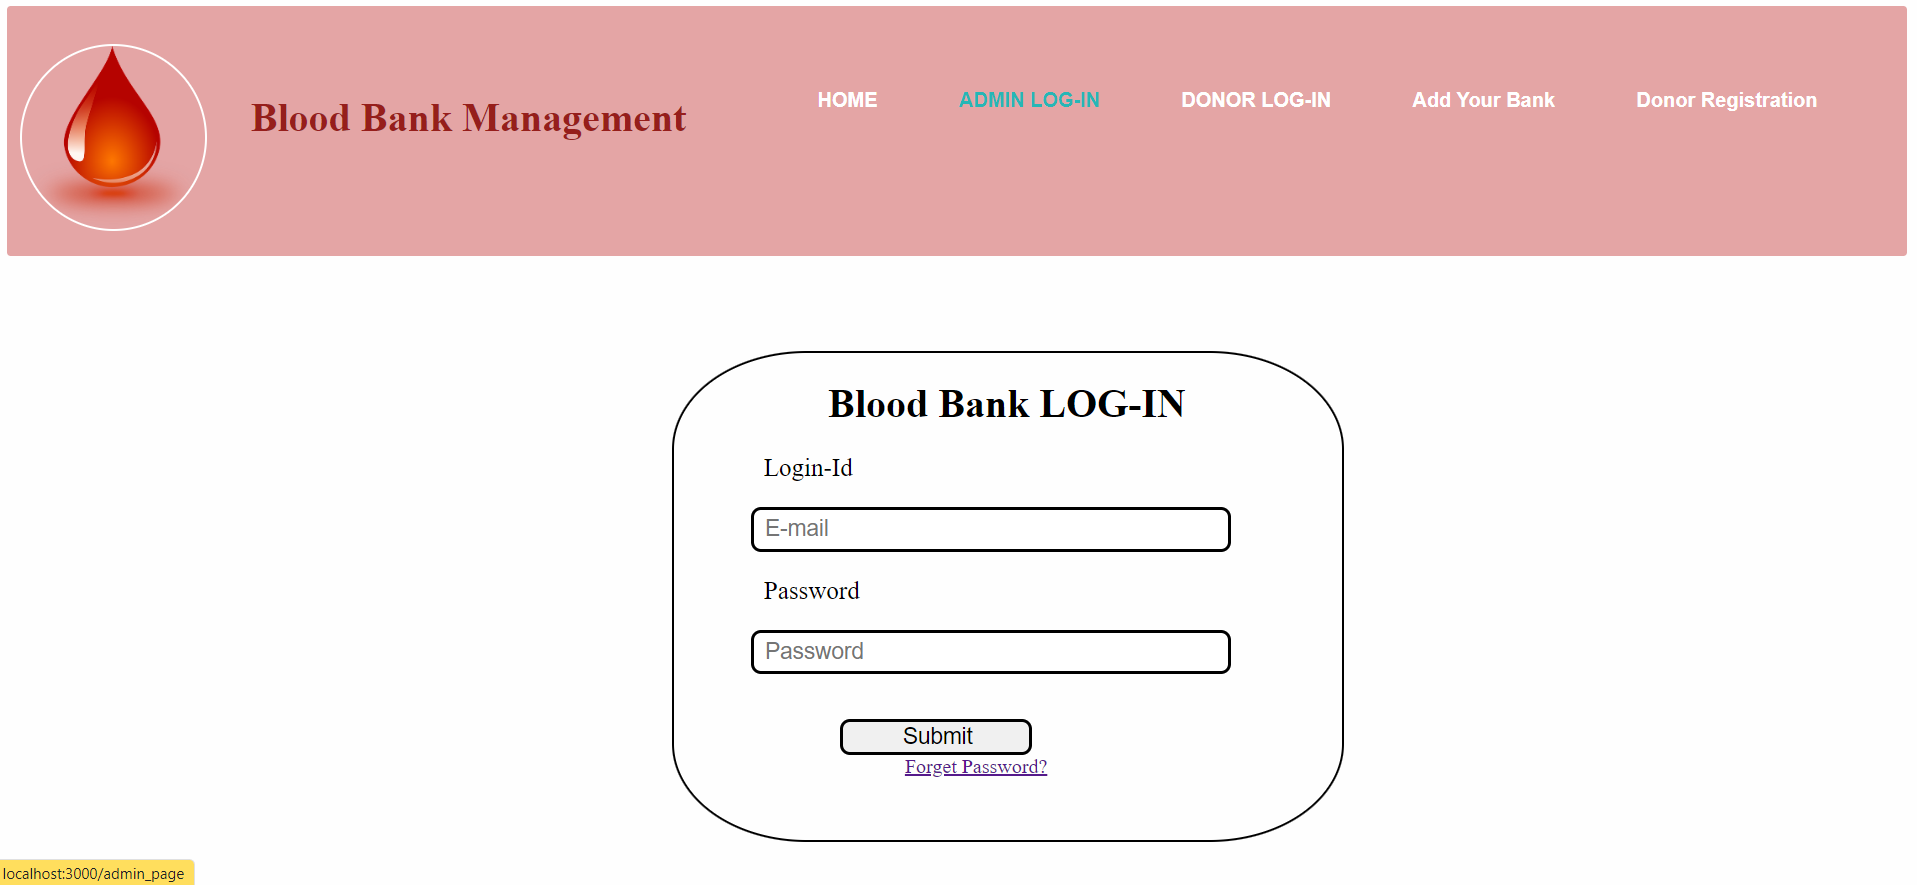 Blood Bank Management
HOME
ADMIN LOG-IN
DONOR LOG-IN
Add Your Bank
Donor Registration
Blood Bank LOG-IN
Login-Id
E-mail
Password
Password
Submit
Forget Password?
localhost:3000/admin_page